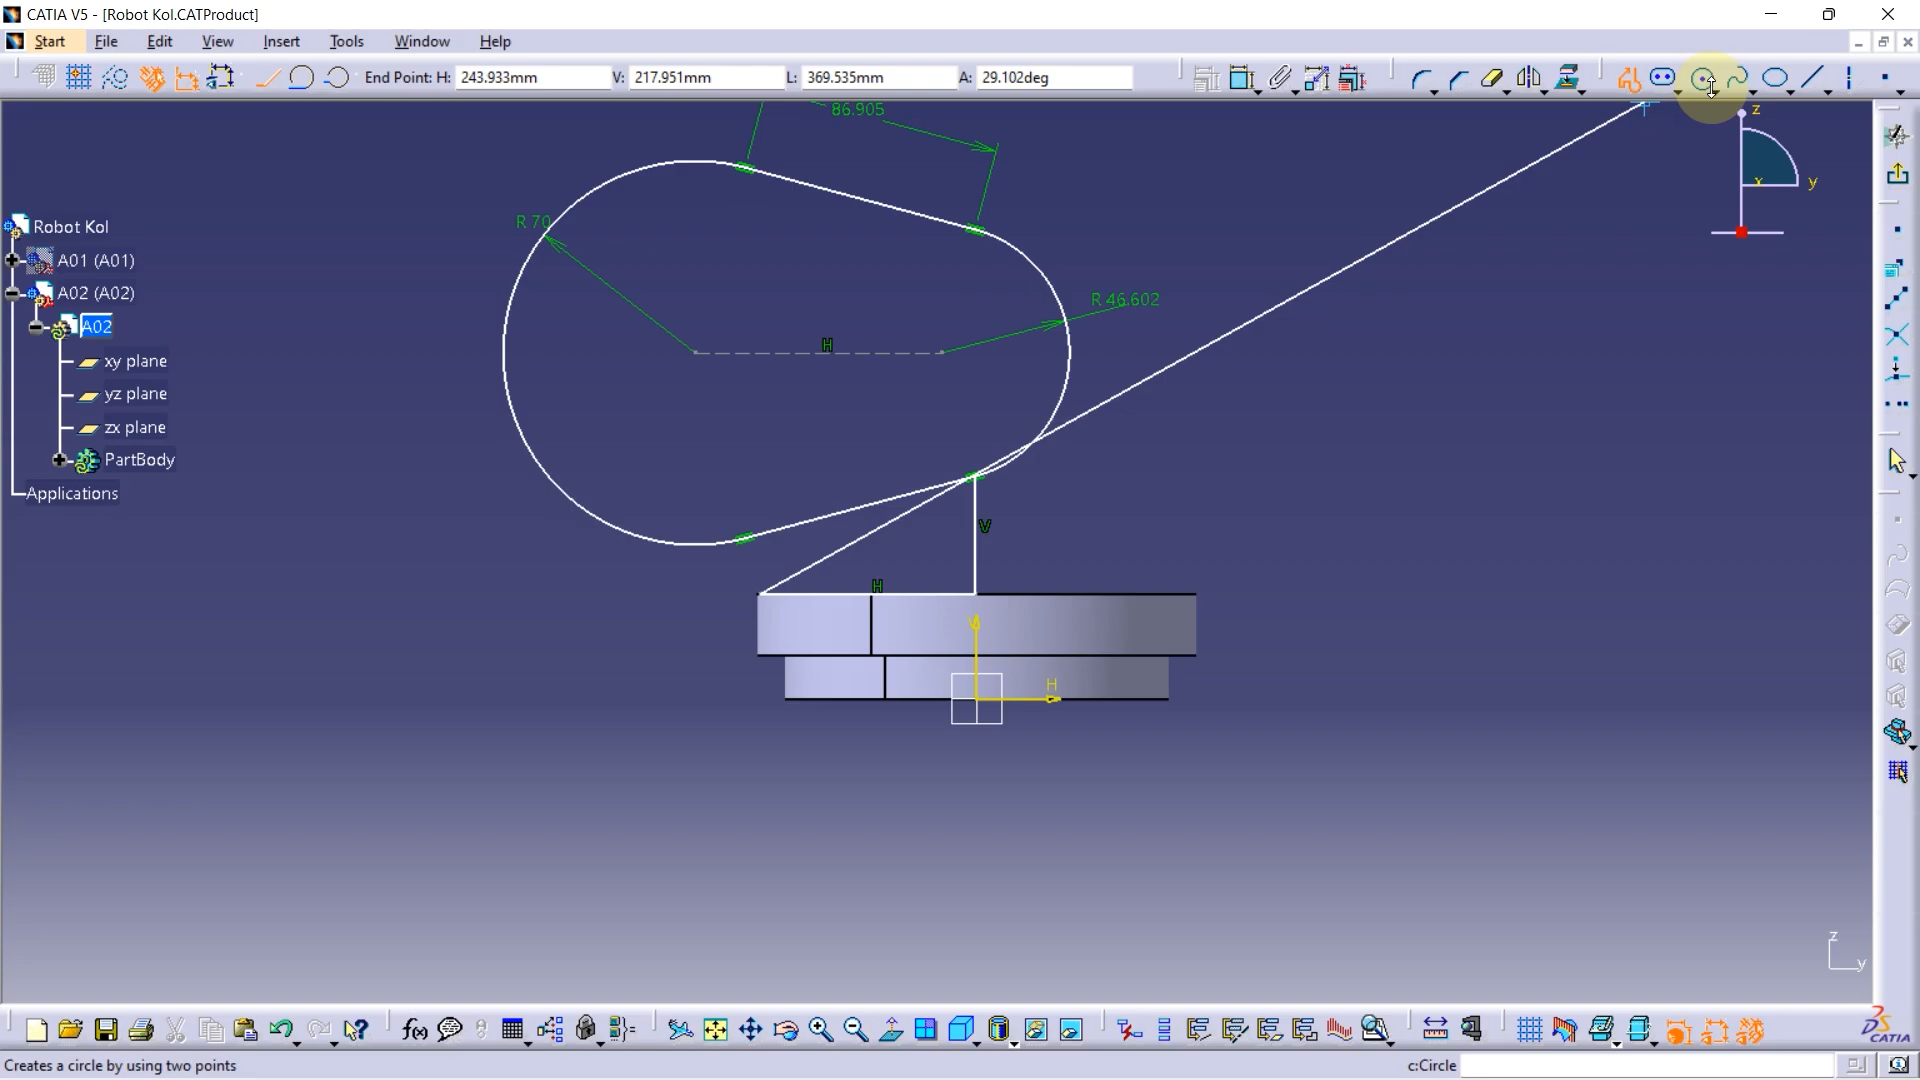 CATIA V5 - [Robot Kol.CATProduct]
Start File Edit View Insert Tools Window Help
End Point: H: 243.933mm V: 217.951mm L: 369.535mm A: 29.102deg
86.905
z
y
x
R 70
R 46.602
H
V
H
V
H
Robot Kol
A01 (A01)
A02 (A02)
A02
xy plane
yz plane
zx plane
PartBody
Applications
z
y
f(x)
CATIA
Creates a circle by using two points
c:Circle